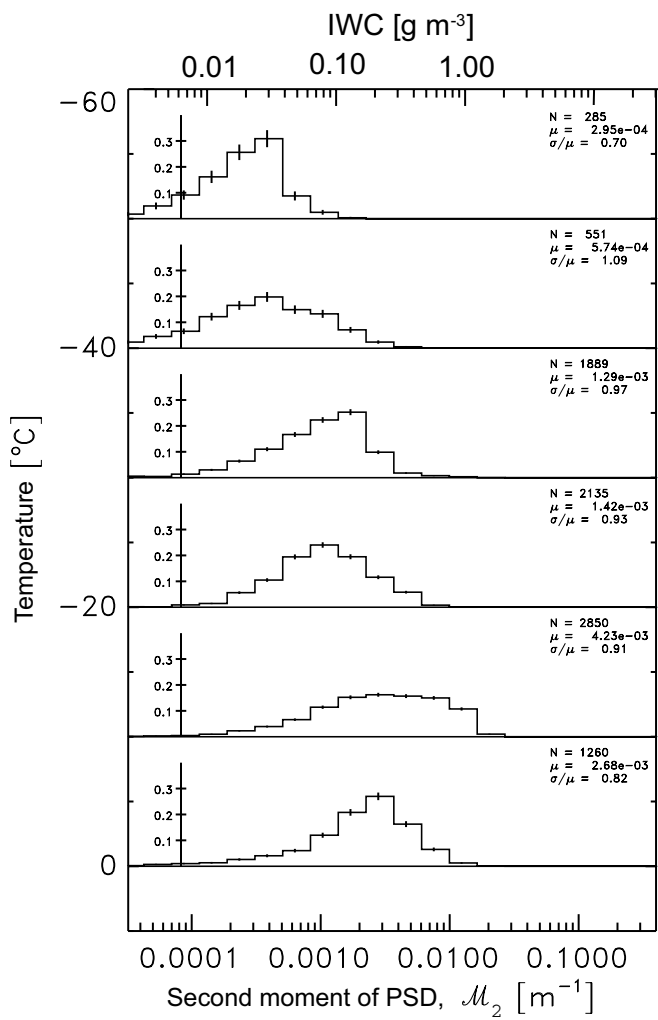 IWC [g m-3]
0.01 0.10 1.00
−60
N = 285
μ = 2.95e−04
σ/μ = 0.70
0.3
0.2
0.1
N = 551
μ = 5.74e−04
σ/μ = 1.09
0.3
0.2
0.1
−40
N = 1889
μ = 1.29e−03
σ/μ = 0.97
0.3
0.2
0.1
Temperature [°C]
N = 2135
μ = 1.42e−03
σ/μ = 0.93
0.3
0.2
0.1
−20
N = 2850
μ = 4.23e−03
σ/μ = 0.91
0.3
0.2
0.1
N = 1260
μ = 2.68e−03
σ/μ = 0.82
0.3
0.2
0.1
0
0.0001 0.0010 0.0100 0.1000
Second moment of PSD, ℳ2 [m−1]